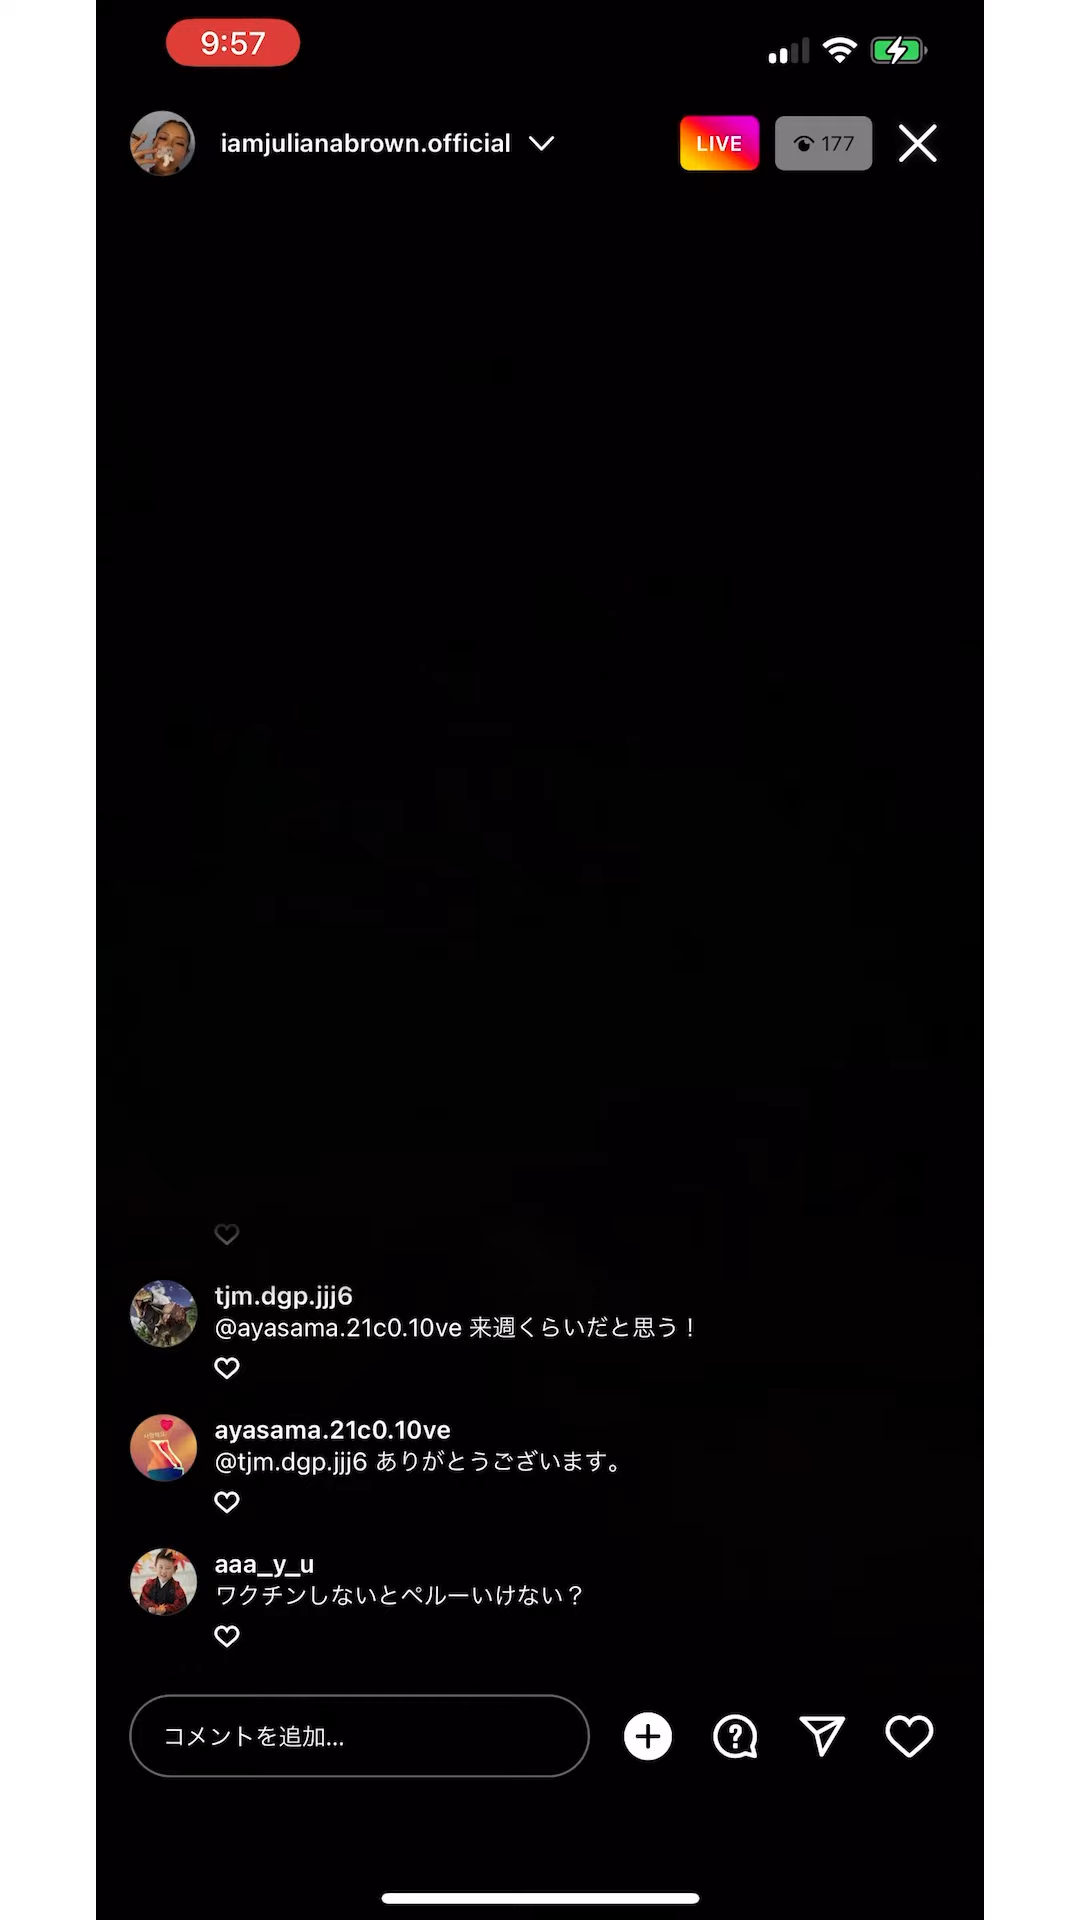 9:57
iamjulianabrown.official
LIVE
177
tjm.dgp.jjj6
@ayasama.21c0.10ve 来週くらいだと思う！
ayasama.21c0.10ve
@tjm.dgp.jjj6 ありがとうございます。
aaa_y_u
ワクチンしないとペルーいけない？
コメントを追加...